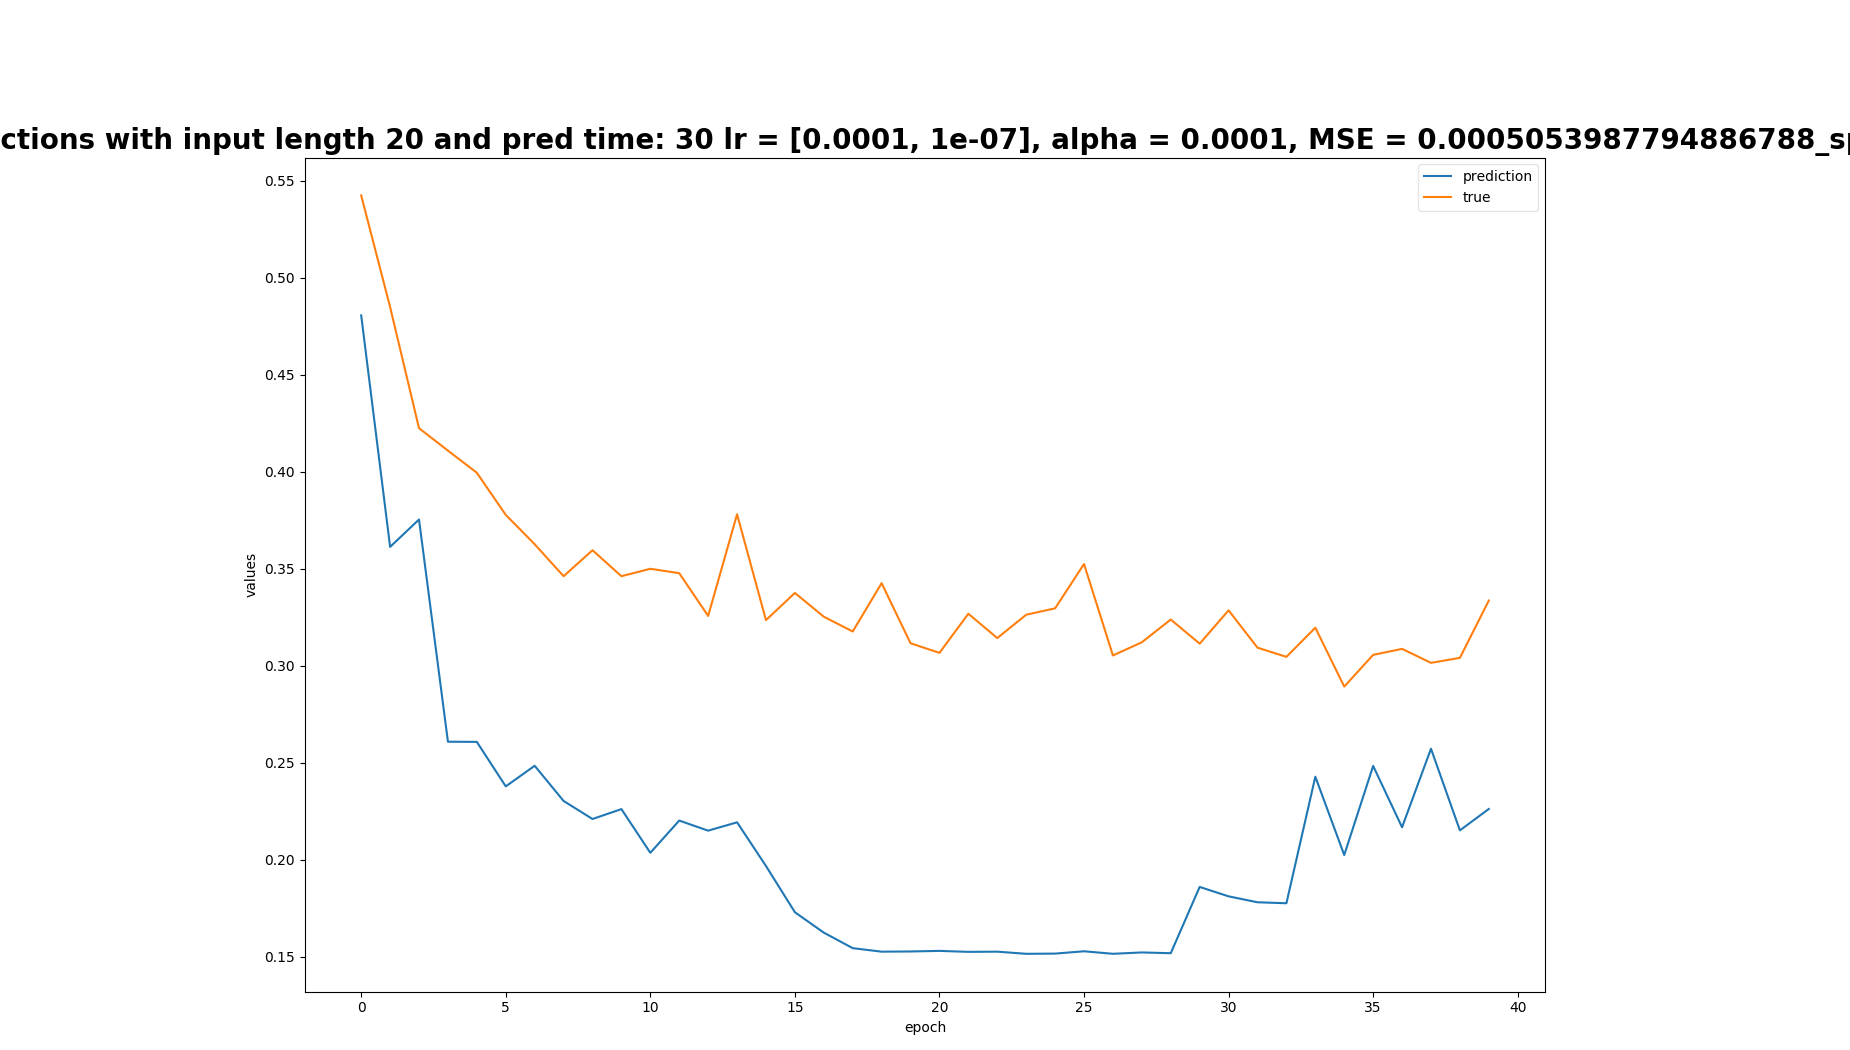 ctions with input length 20 and pred time: 30 lr = [0.0001, 1e-07], alpha = 0.0001, MSE = 0.0005053987794886788_sp
prediction
true
0.55
0.50
0.45
0.40
0.35
0.30
0.25
0.20
0.15
values
0 5 10 15 20 25 30 35 40
epoch